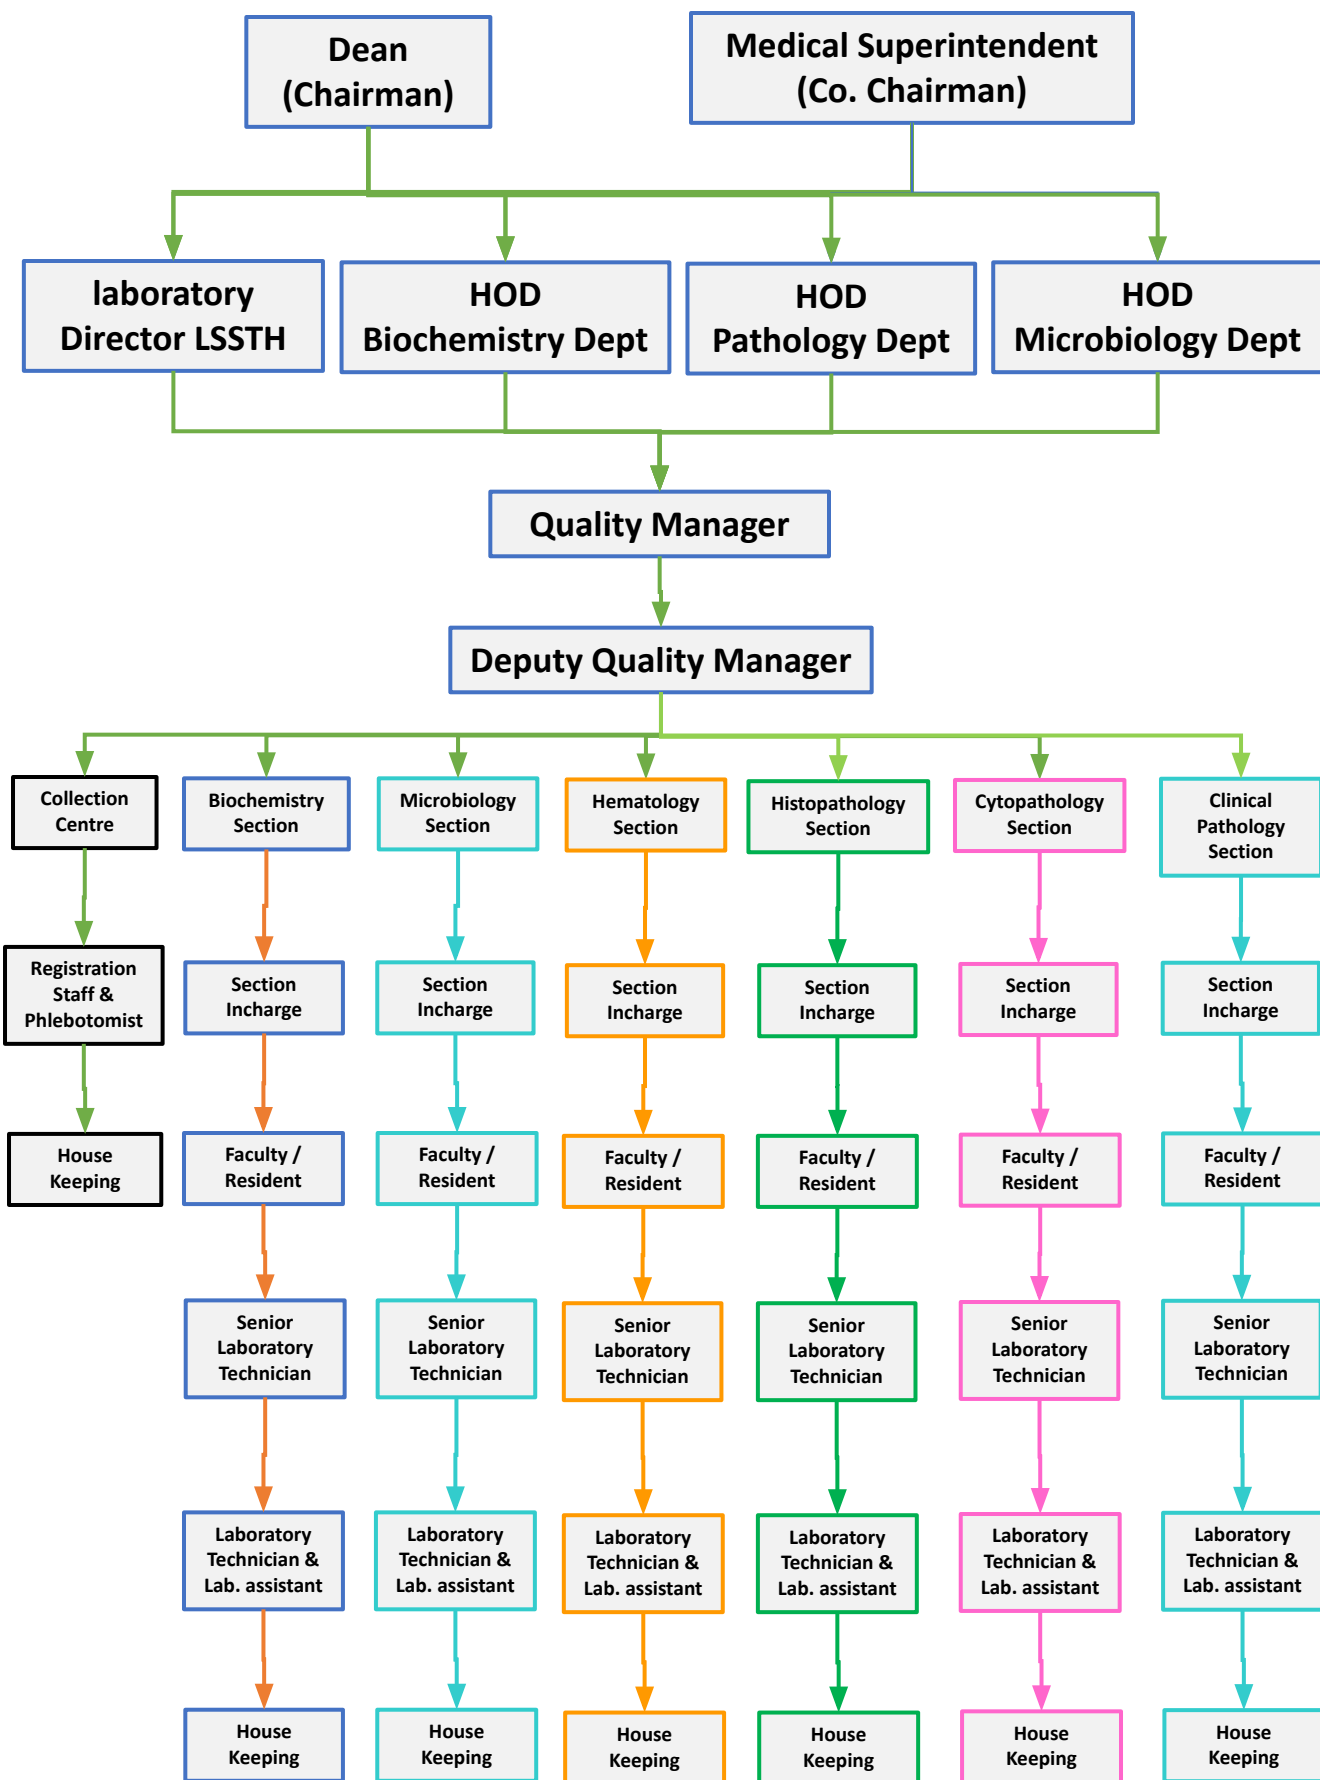 Dean
(Chairman)
Medical Superintendent
(Co. Chairman)
laboratory
Director LSSTH
HOD
Biochemistry Dept
HOD
Pathology Dept
HOD
Microbiology Dept
Quality Manager
Deputy Quality Manager
Collection
Centre
Biochemistry
Section
Microbiology
Section
Hematology
Section
Histopathology
Section
Cytopathology
Section
Clinical
Pathology
Section
Registration
Staff &
Phlebotomist
Section
Incharge
Section
Incharge
Section
Incharge
Section
Incharge
Section
Incharge
Section
Incharge
House
Keeping
Faculty /
Resident
Faculty /
Resident
Faculty /
Resident
Faculty /
Resident
Faculty /
Resident
Faculty /
Resident
Senior
Laboratory
Technician
Senior
Laboratory
Technician
Senior
Laboratory
Technician
Senior
Laboratory
Technician
Senior
Laboratory
Technician
Senior
Laboratory
Technician
Laboratory
Technician &
Lab. assistant
Laboratory
Technician &
Lab. assistant
Laboratory
Technician &
Lab. assistant
Laboratory
Technician &
Lab. assistant
Laboratory
Technician &
Lab. assistant
Laboratory
Technician &
Lab. assistant
House
Keeping
House
Keeping
House
Keeping
House
Keeping
House
Keeping
House
Keeping